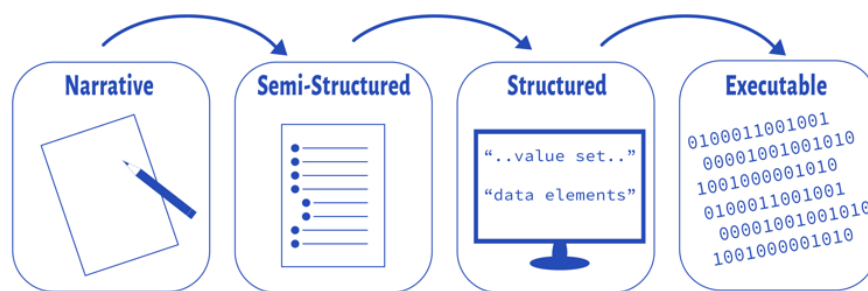 Narrative
Semi-Structured
Structured
"..value set.."
"data elements"
Executable
0100011001001
00001001001010
1001000001010
0100011001001
00001001001010
1001000001010